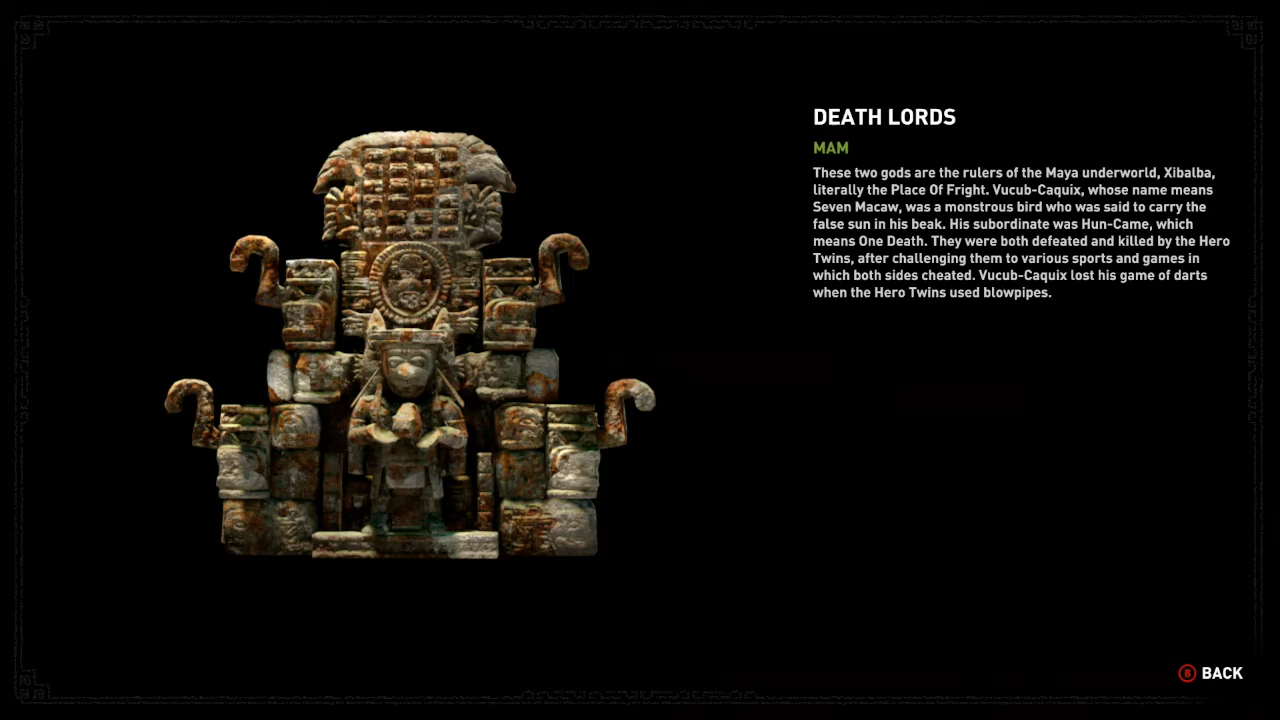 DEATH LORDS
MAM
These two gods are the rulers of the Maya underworld, Xibalba,
literally the Place Of Fright. Vucub-Caquix, whose name means
Seven Macaw, was a monstrous bird who was said to carry the
false sun in his beak. His subordinate was Hun-Came, which
means One Death. They were both defeated and killed by the Hero
Twins, after challenging them to various sports and games in
which both sides cheated. Vucub-Caquix lost his game of darts
when the Hero Twins used blowpipes.
B BACK